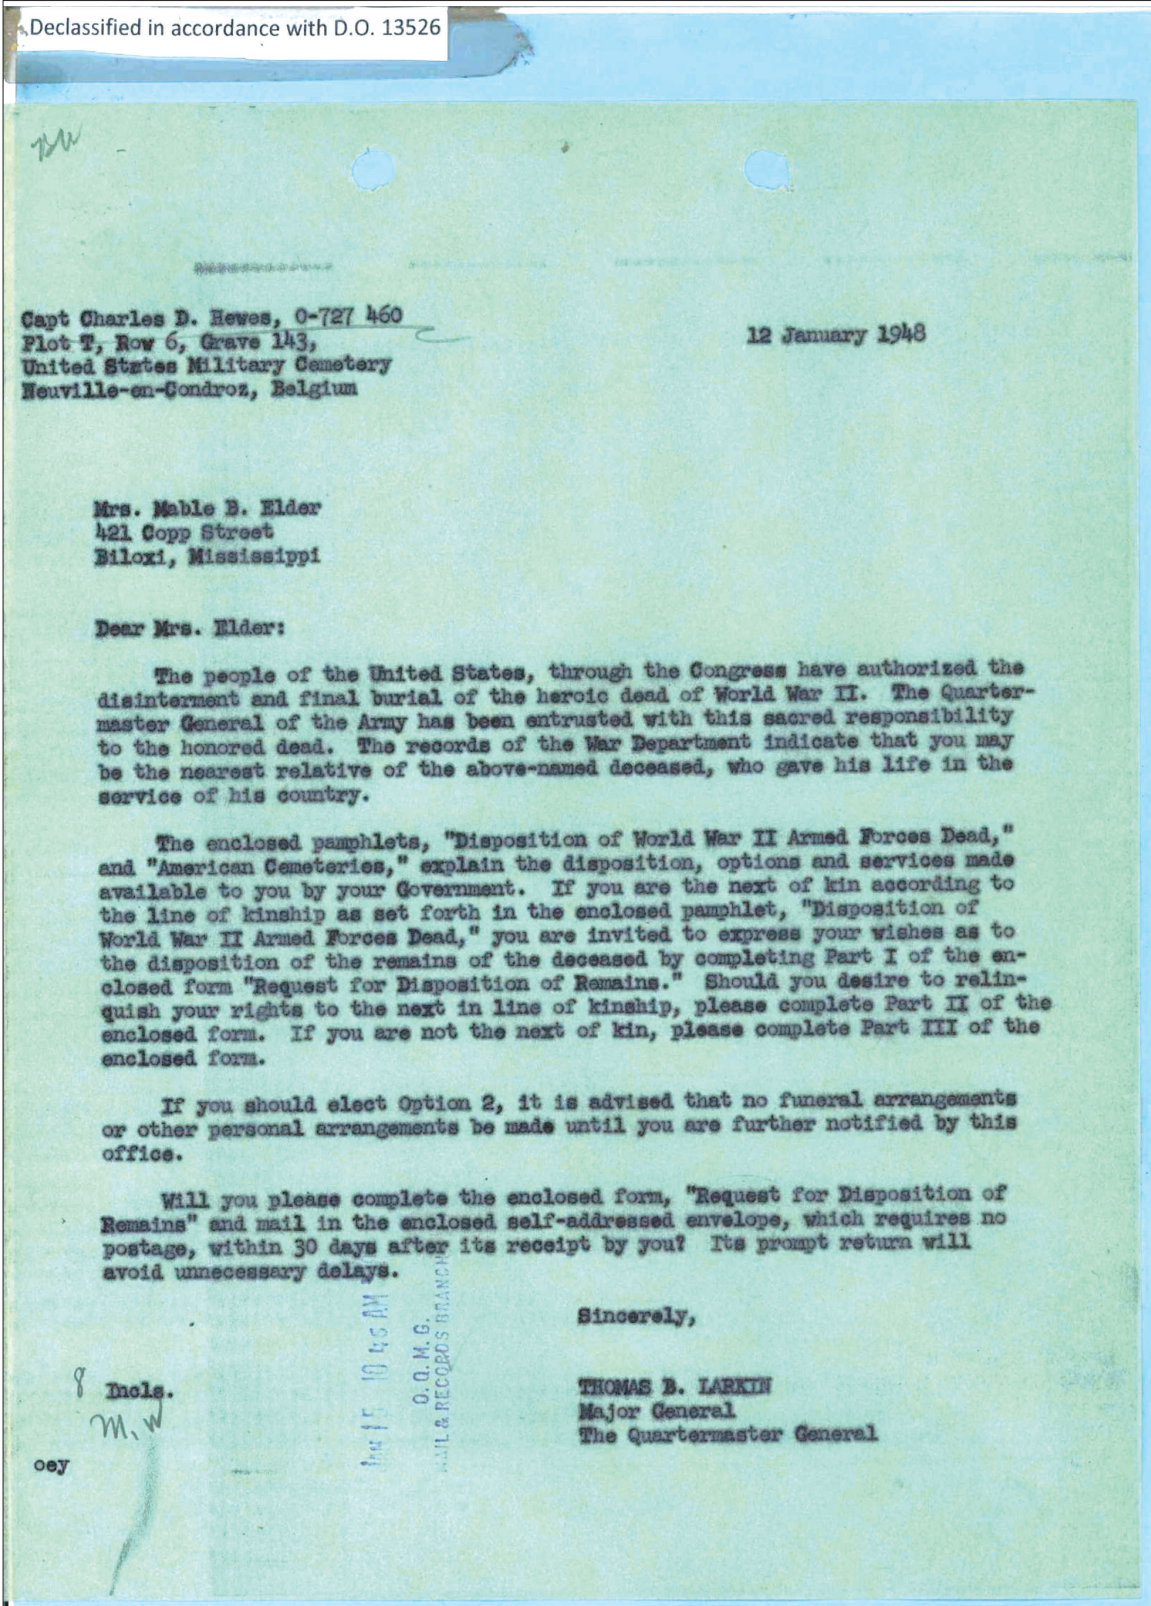 Declassified in accordance with D.O. 13526
Capt Charles D. Hewes, O-727 460
Plot T, Row 6, Grave 143,
United States Military Cemetery
Neuville-en-Condroz, Belgium
12 January 1948
Mrs. Mable B. Elder
421 Copp Street
Biloxi, Mississippi
Dear Mrs. Elder:
The people of the United States, through the Congress have authorized the
disinterment and final burial of the heroic dead of World War II. The Quarter-
master General of the Army has been entrusted with this sacred responsibility
to the honored dead. The records of the War Department indicate that you may
be the nearest relative of the above-named deceased, who gave his life in the
service of his country.
The enclosed pamphlets, "Disposition of World War II Armed Forces Dead,"
and "American Cemeteries," explain the disposition, options and services made
available to you by your Government. If you are the next of kin according to
the line of kinship as set forth in the enclosed pamphlet, "Disposition of
World War II Armed Forces Dead," you are invited to express your wishes as to
the disposition of the remains of the deceased by completing Part I of the en-
closed form "Request for Disposition of Remains." Should you desire to relin-
quish your rights to the next in line of kinship, please complete Part II of the
enclosed form. If you are not the next of kin, please complete Part III of the
enclosed form.
If you should elect Option 2, it is advised that no funeral arrangements
or other personal arrangements be made until you are further notified by this
office.
Will you please complete the enclosed form, "Request for Disposition of
Remains" and mail in the enclosed self-addressed envelope, which requires no
postage, within 30 days after its receipt by you? Its prompt return will
avoid unnecessary delays.
Sincerely,
8 Incls.
M.W
THOMAS B. LARKIN
Major General
The Quartermaster General
oey
JAN 15 10 46 AM
O.Q.M.G.
MAIL & RECORDS BRANCH